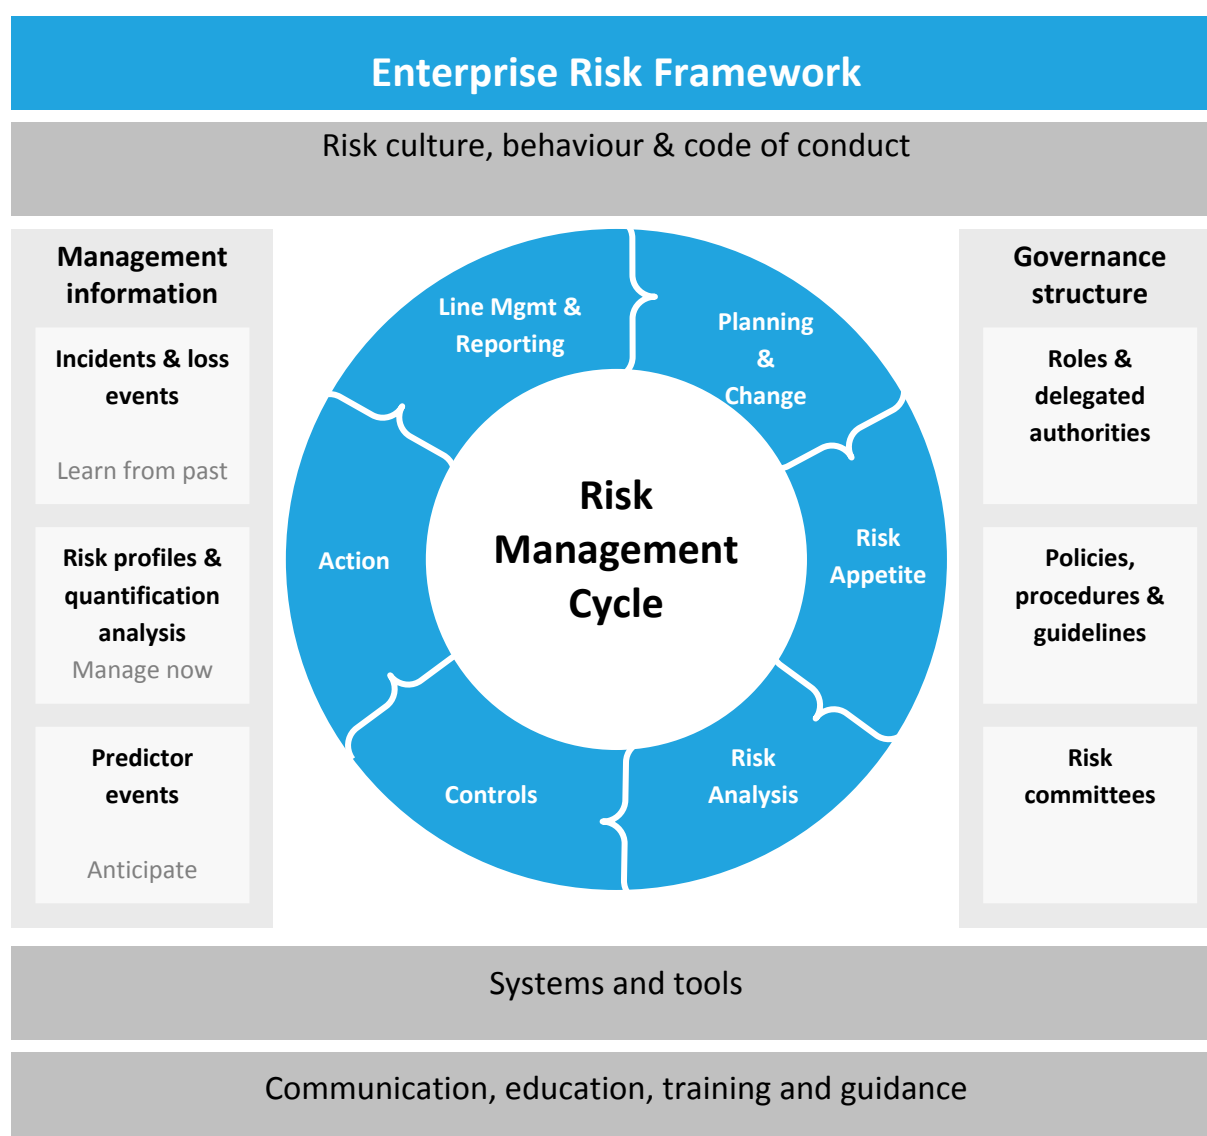 Enterprise Risk Framework
Risk culture, behaviour & code of conduct
Management
information
Incidents & loss
events
Learn from past
Risk profiles &
quantification
analysis
Manage now
Predictor
events
Anticipate
Line Mgmt &
Reporting
Planning
&
Change
Risk
Appetite
Risk
Analysis
Controls
Action
Risk
Management
Cycle
Governance
structure
Roles &
delegated
authorities
Policies,
procedures &
guidelines
Risk
committees
Systems and tools
Communication, education, training and guidance